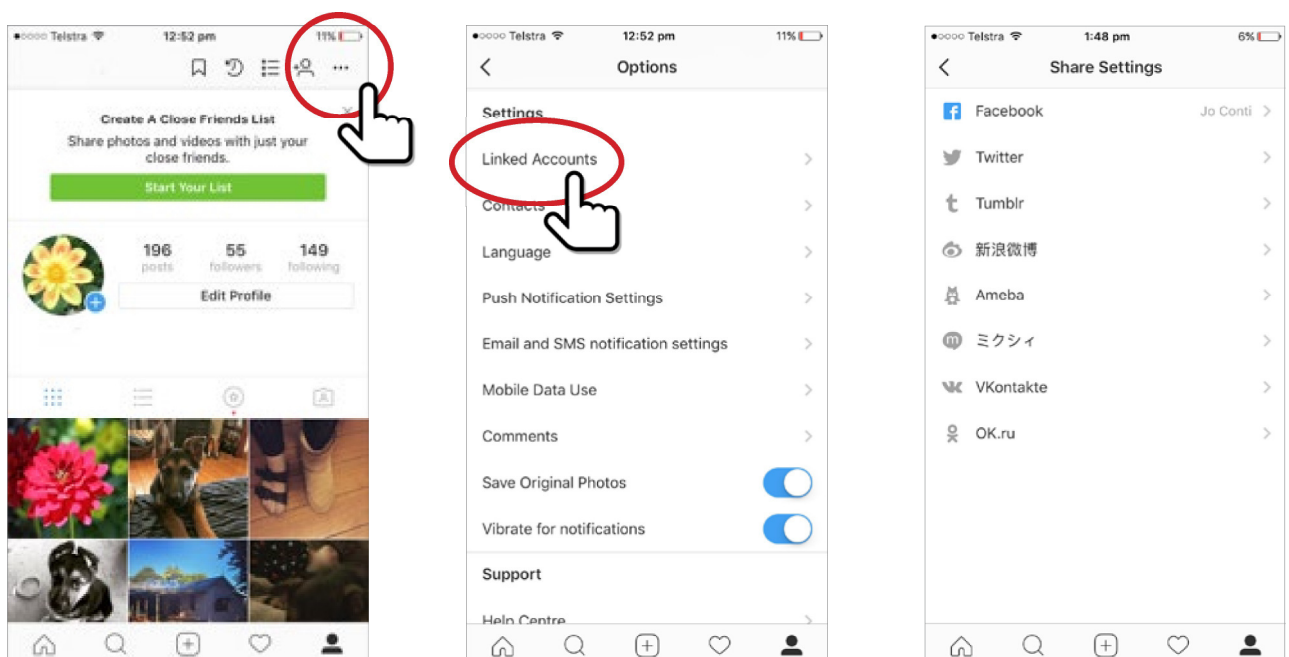 Telstra
12:52 pm
11%
Create A Close Friends List
Share photos and videos with just your
close friends.
Start Your List
196
55
149
posts
followers
following
Edit Profile
Telstra
12:52 pm
11%
Options
Settings
Linked Accounts
Contacts
Language
Push Notification Settings
Email and SMS notification settings
Mobile Data Use
Comments
Save Original Photos
Vibrate for notifications
Support
Help Centre
Telstra
1:48 pm
6%
Share Settings
Facebook
Jo Conti
Twitter
Tumblr
新浪微博
Ameba
ミクシィ
VKontakte
OK.ru